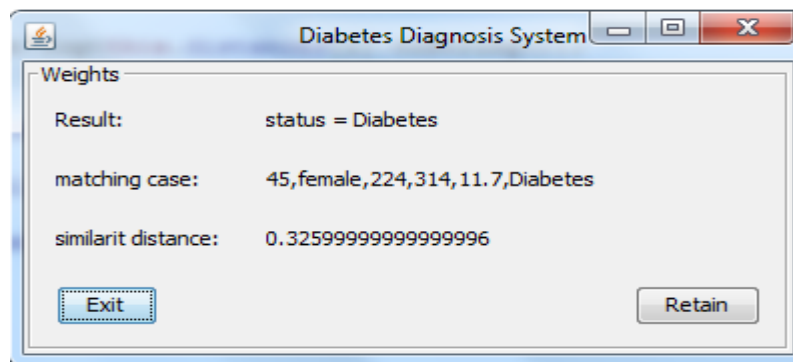 Diabetes Diagnosis System
Weights
Result: status = Diabetes
matching case: 45,female,224,314,11.7,Diabetes
similarit distance: 0.32599999999999996
Exit Retain